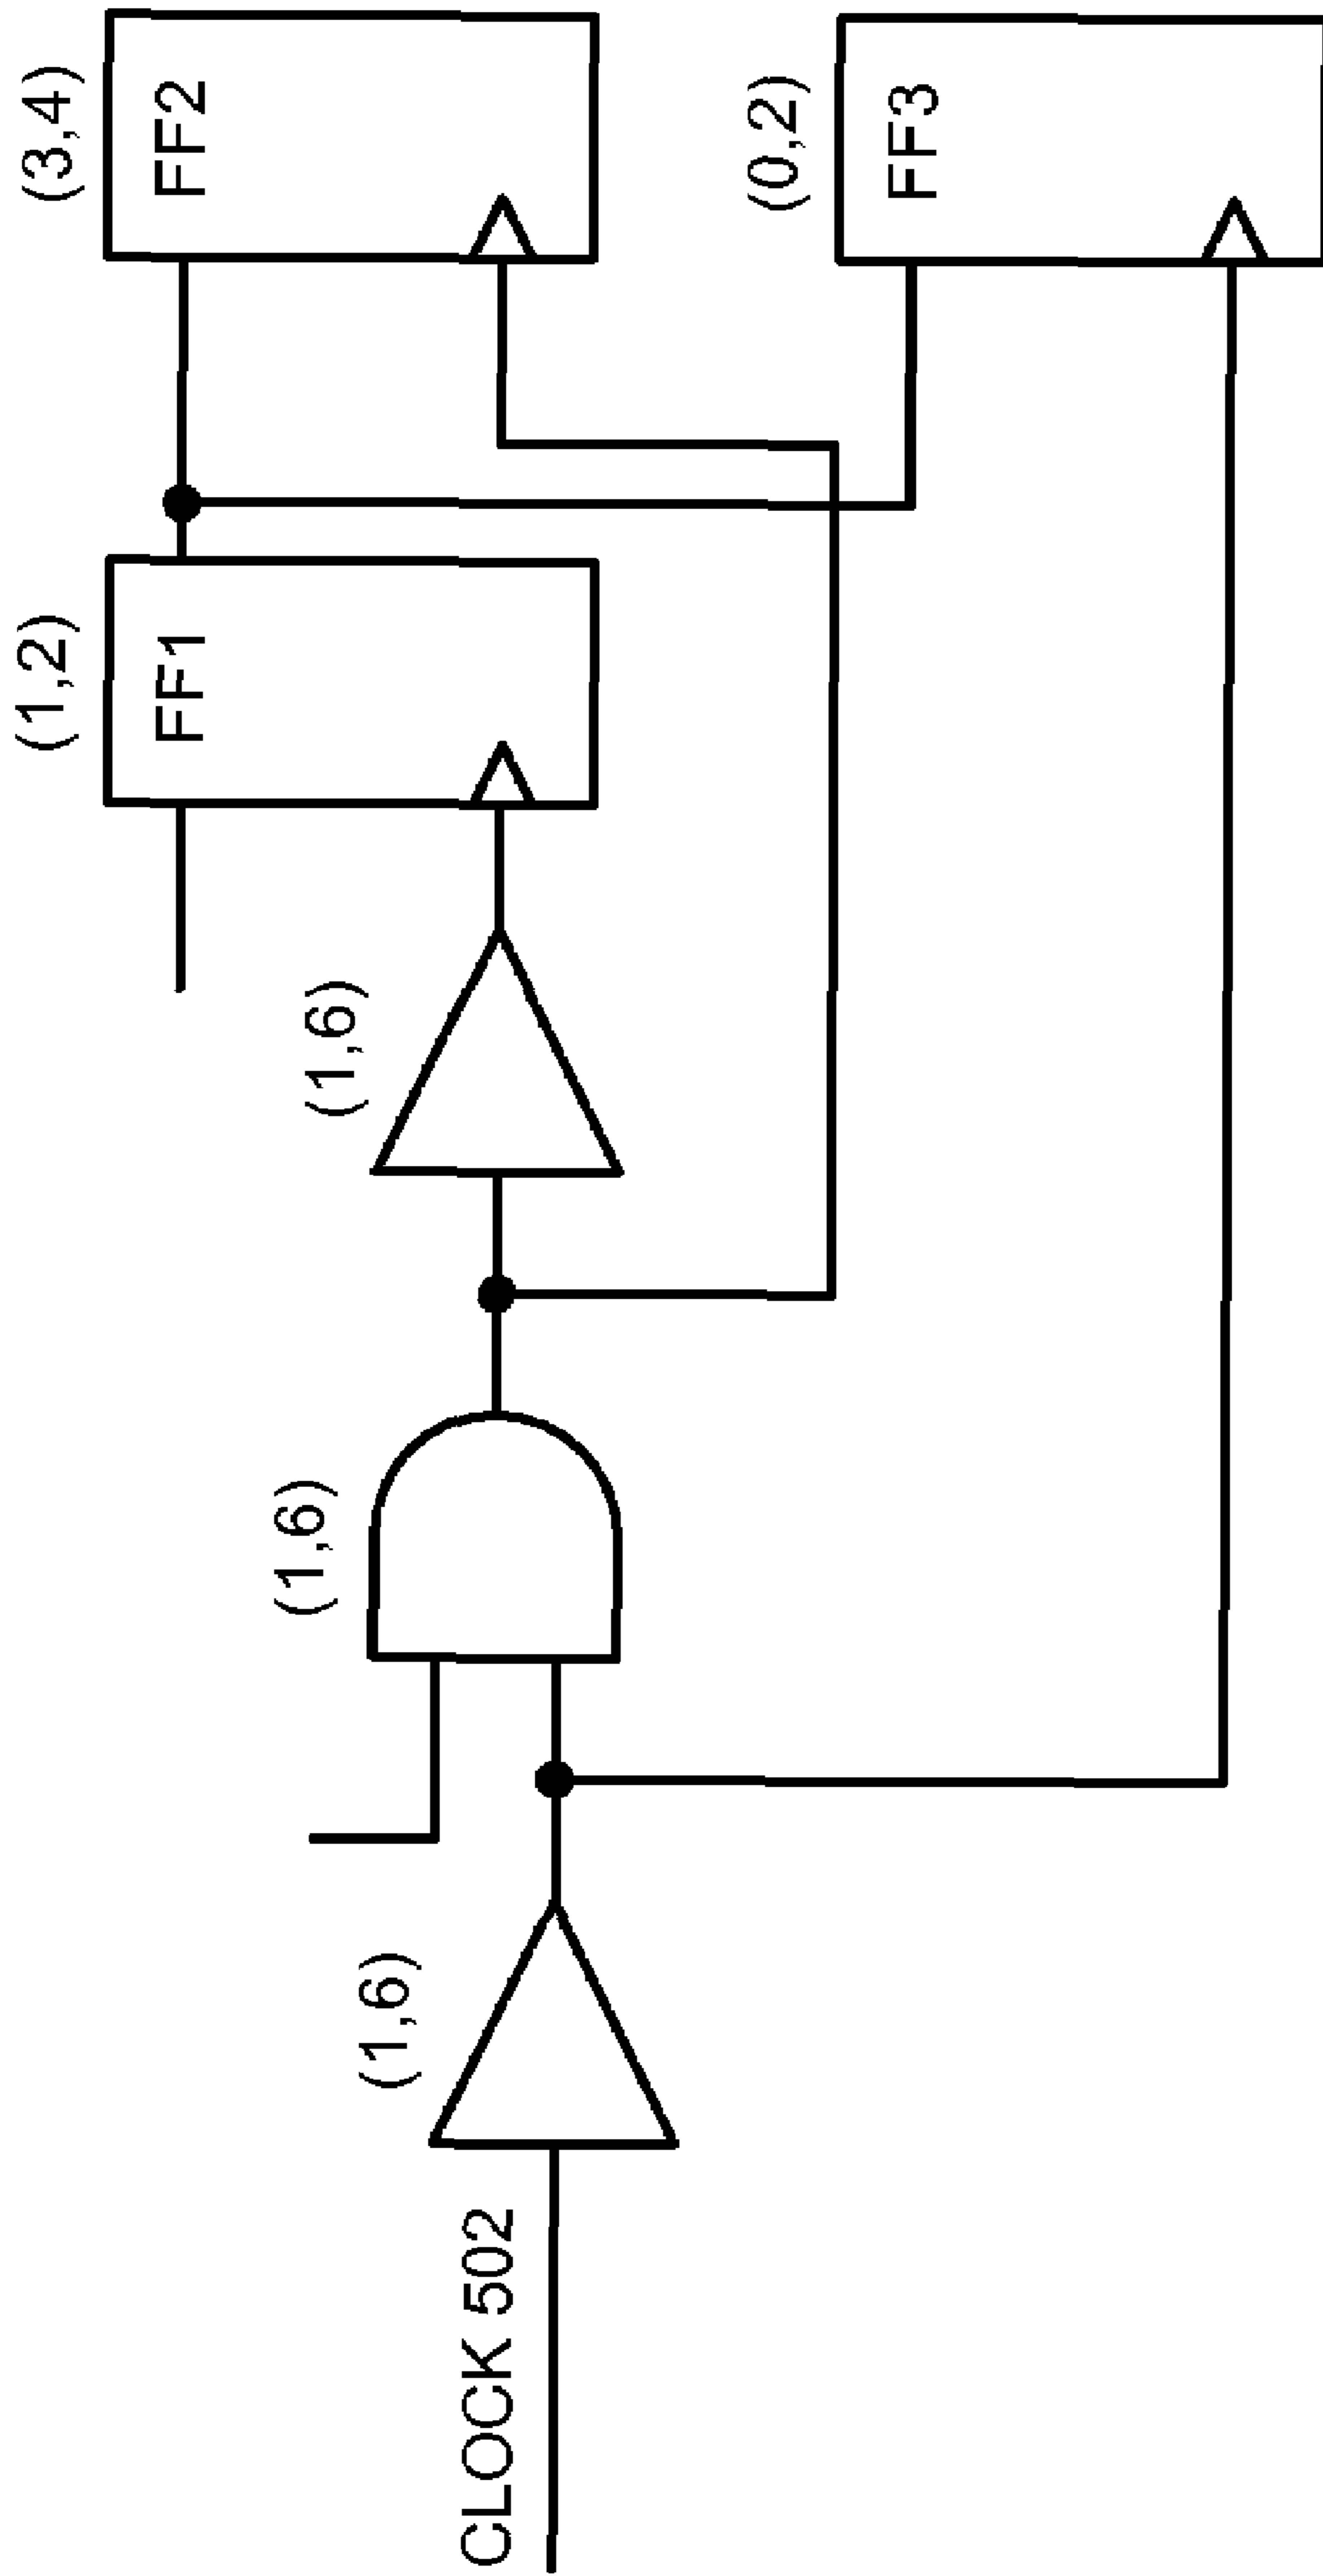 CLOCK 502
(1,6)
(1,6)
(1,6)
(1,2)
FF1
(3,4)
FF2
(0,2)
FF3